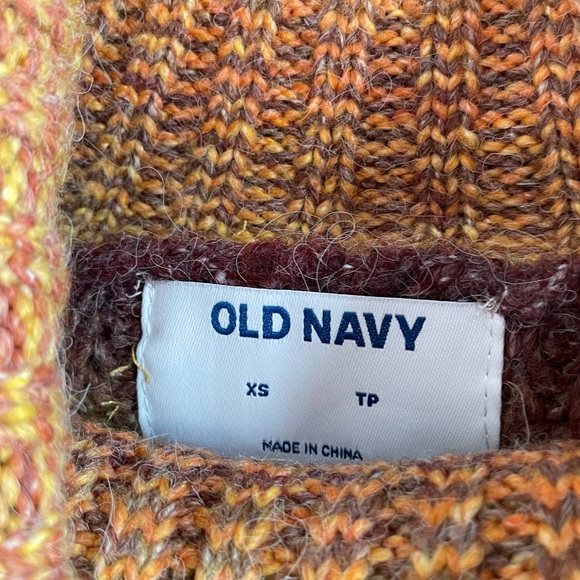 OLD NAVY
XS TP
MADE IN CHINA